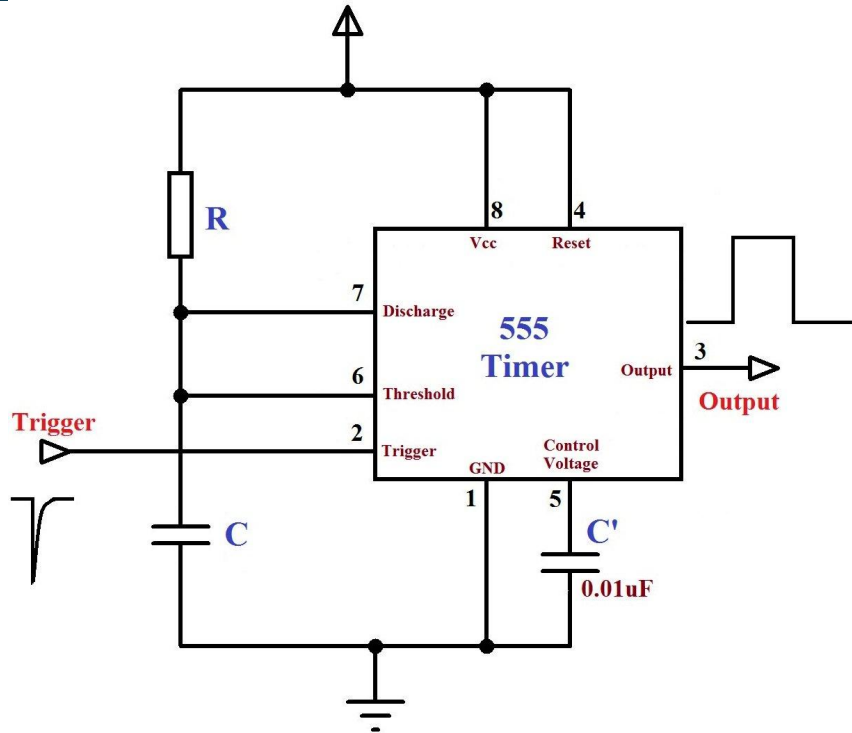 8
4
Vcc
Reset
R
7
Discharge
555
Timer
3
Output
Output
6
Threshold
Trigger
2
Trigger
Control
Voltage
GND
1
5
C
C'
0.01uF